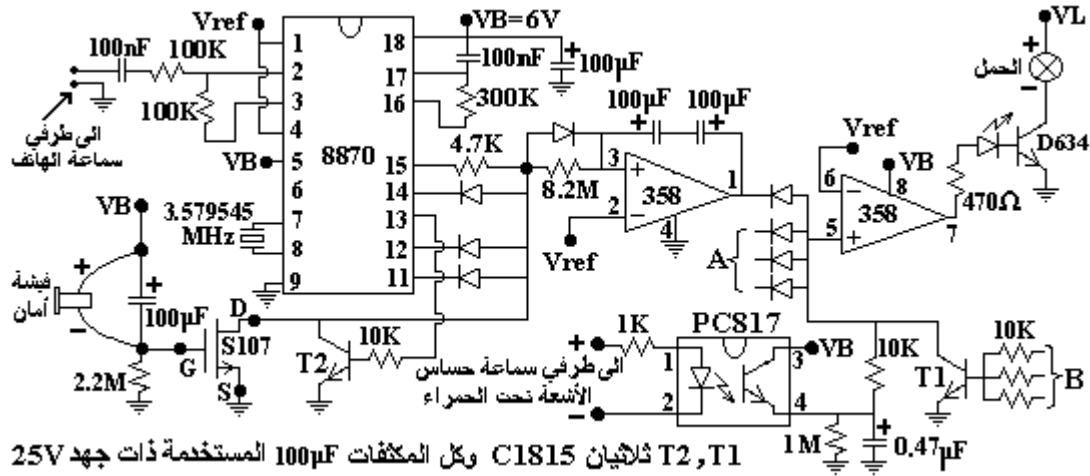 Vref
100nF
100K
100K
الى طرفي
سماعة الهاتف
VB
1
2
3
4
5
6
7
8
9
8870
18
17
16
15
14
13
12
11
3.579545
MHz
VB=6V
100nF
100µF
300K
4.7K
8.2M
100µF
100µF
3
2
358
1
4
Vref
VL
الحمل
D634
470Ω
Vref
VB
6
5
8
358
7
A
VB
فيشة
أمان
100µF
2.2M
G
D
S107
S
T2
10K
1K
الى طرفي سماعة حساس
الأشعة تحت الحمراء
PC817
1
2
3
4
VB
10K
1M
0.47µF
T1
10K
B
T2 , T1 ثلاثيان C1815 وكل المكثفات 100µF المستخدمة ذات جهد 25V